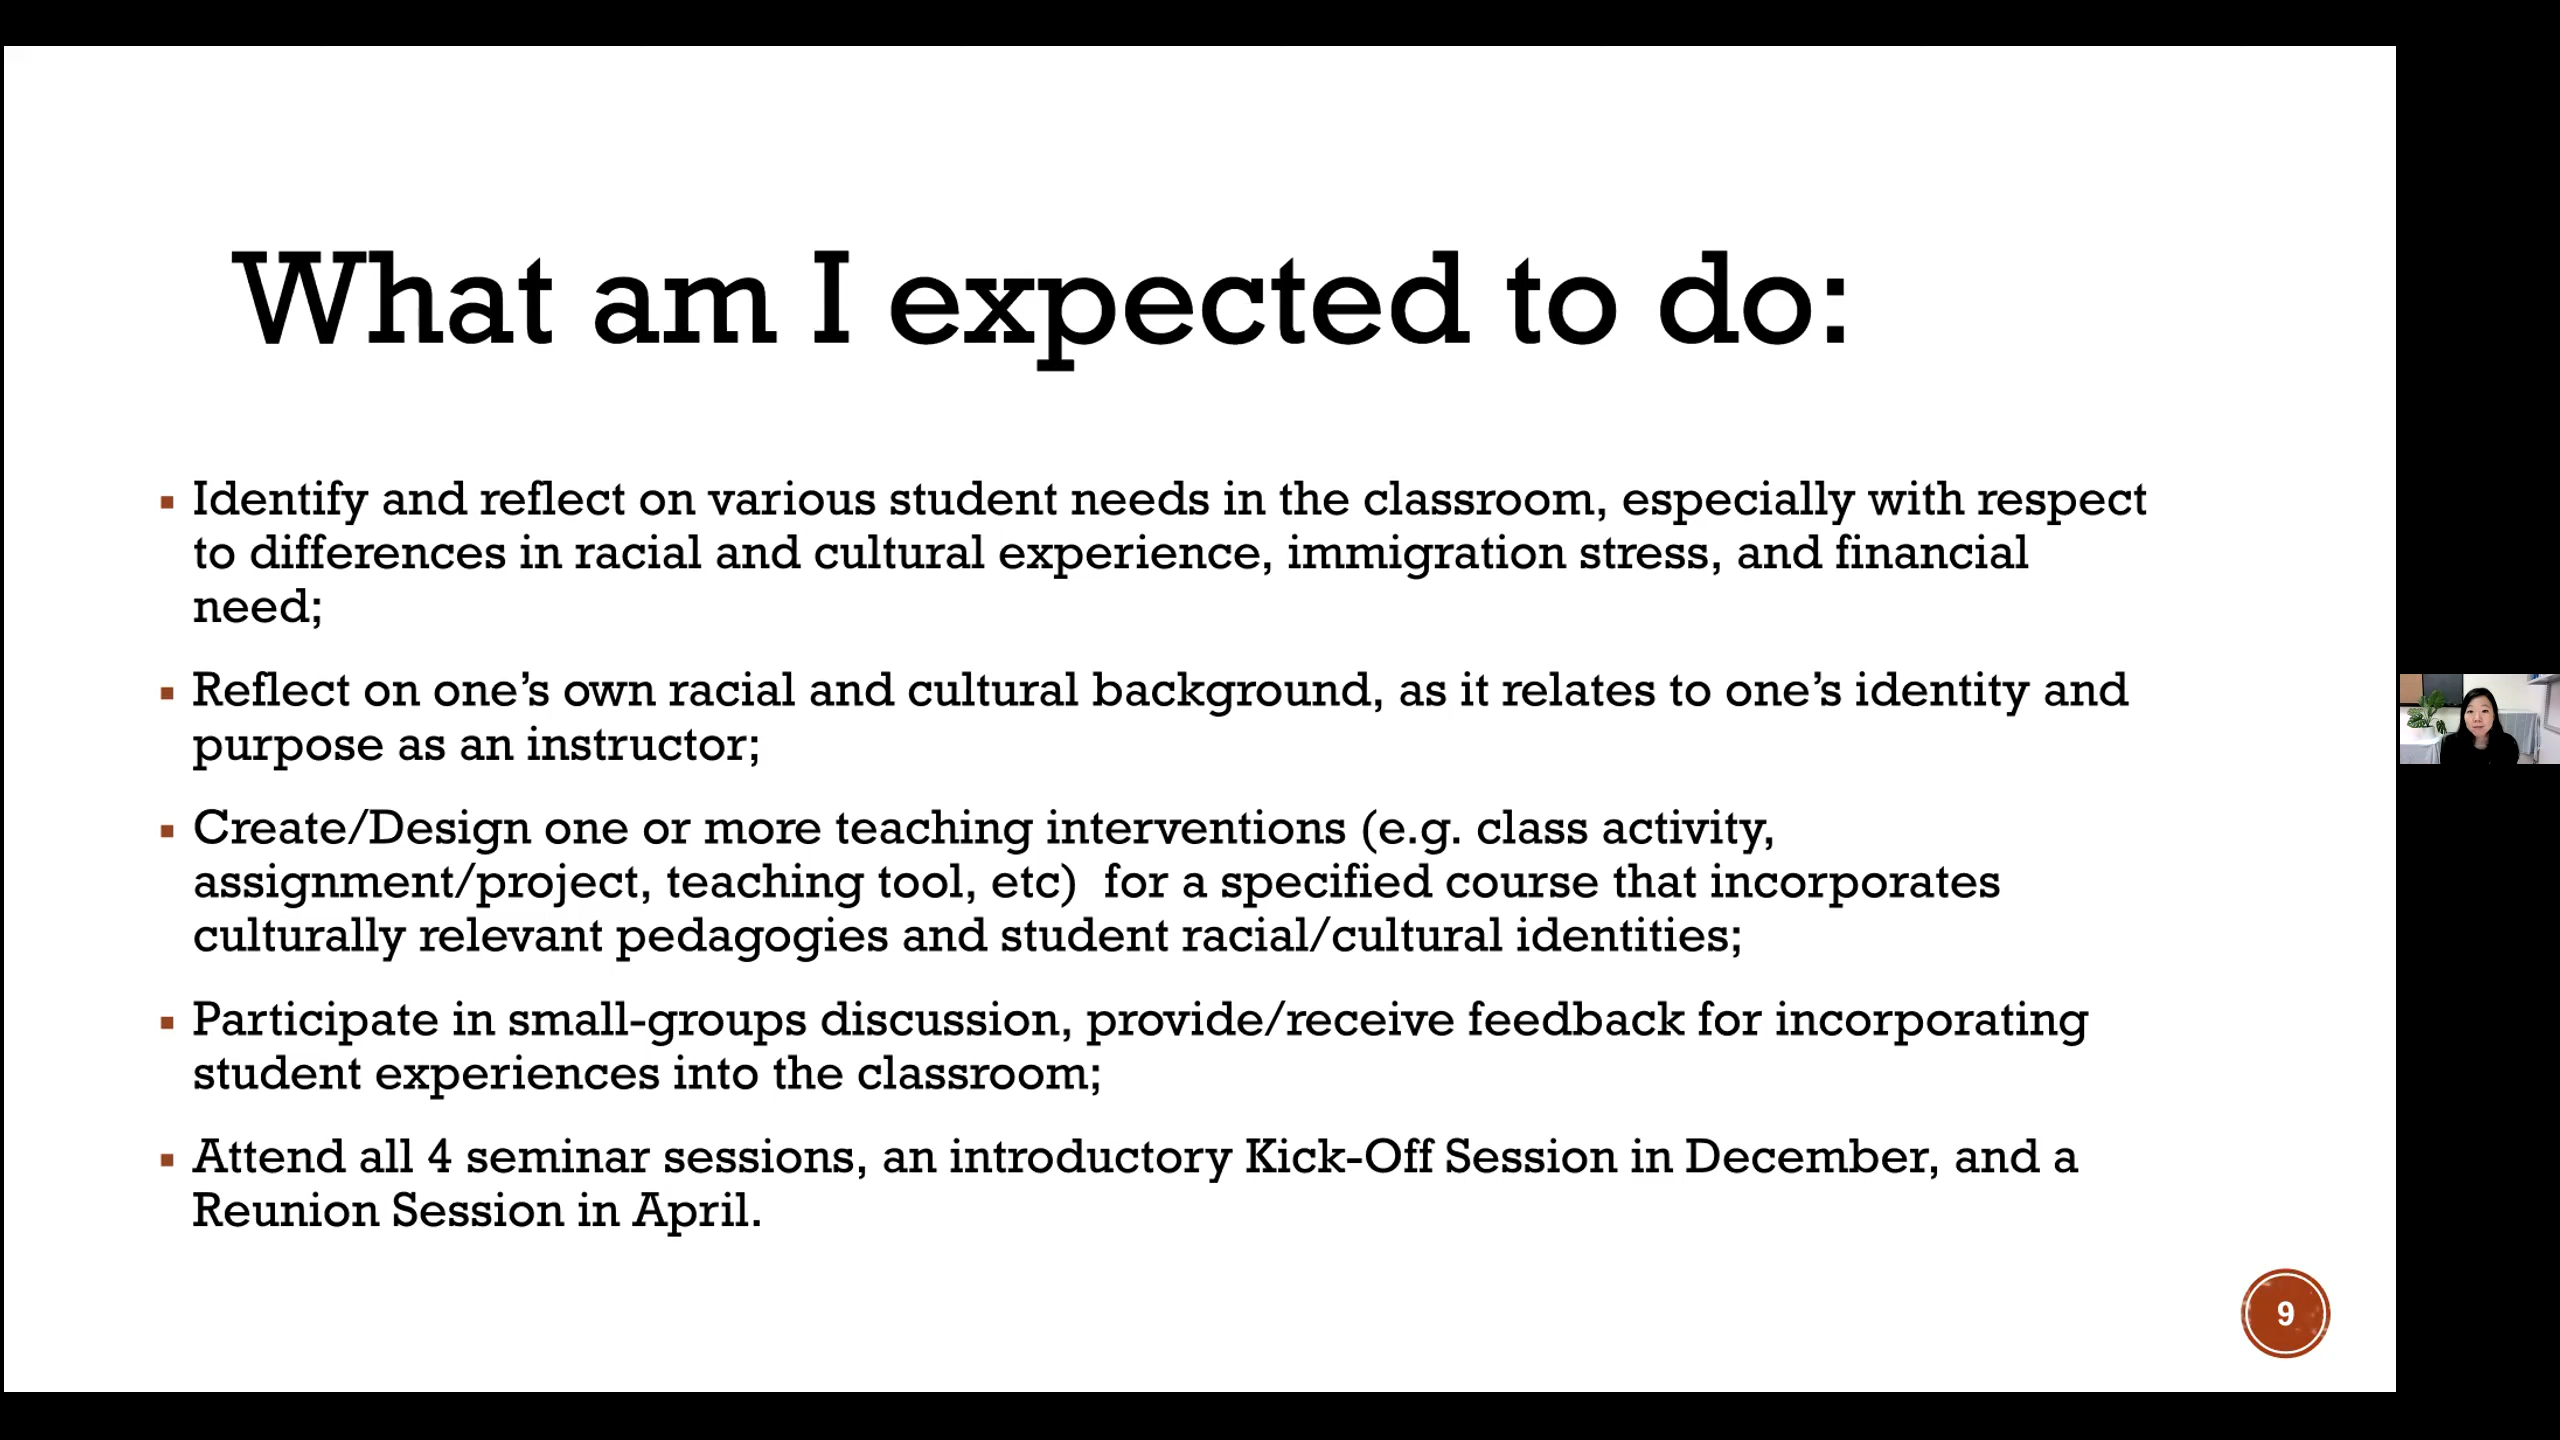 What am I expected to do:
▪ Identify and reflect on various student needs in the classroom, especially with respect
to differences in racial and cultural experience, immigration stress, and financial
need;
▪ Reflect on one’s own racial and cultural background, as it relates to one’s identity and
purpose as an instructor;
▪ Create/Design one or more teaching interventions (e.g. class activity,
assignment/project, teaching tool, etc)  for a specified course that incorporates
culturally relevant pedagogies and student racial/cultural identities;
▪ Participate in small-groups discussion, provide/receive feedback for incorporating
student experiences into the classroom;
▪ Attend all 4 seminar sessions, an introductory Kick-Off Session in December, and a
Reunion Session in April.
9